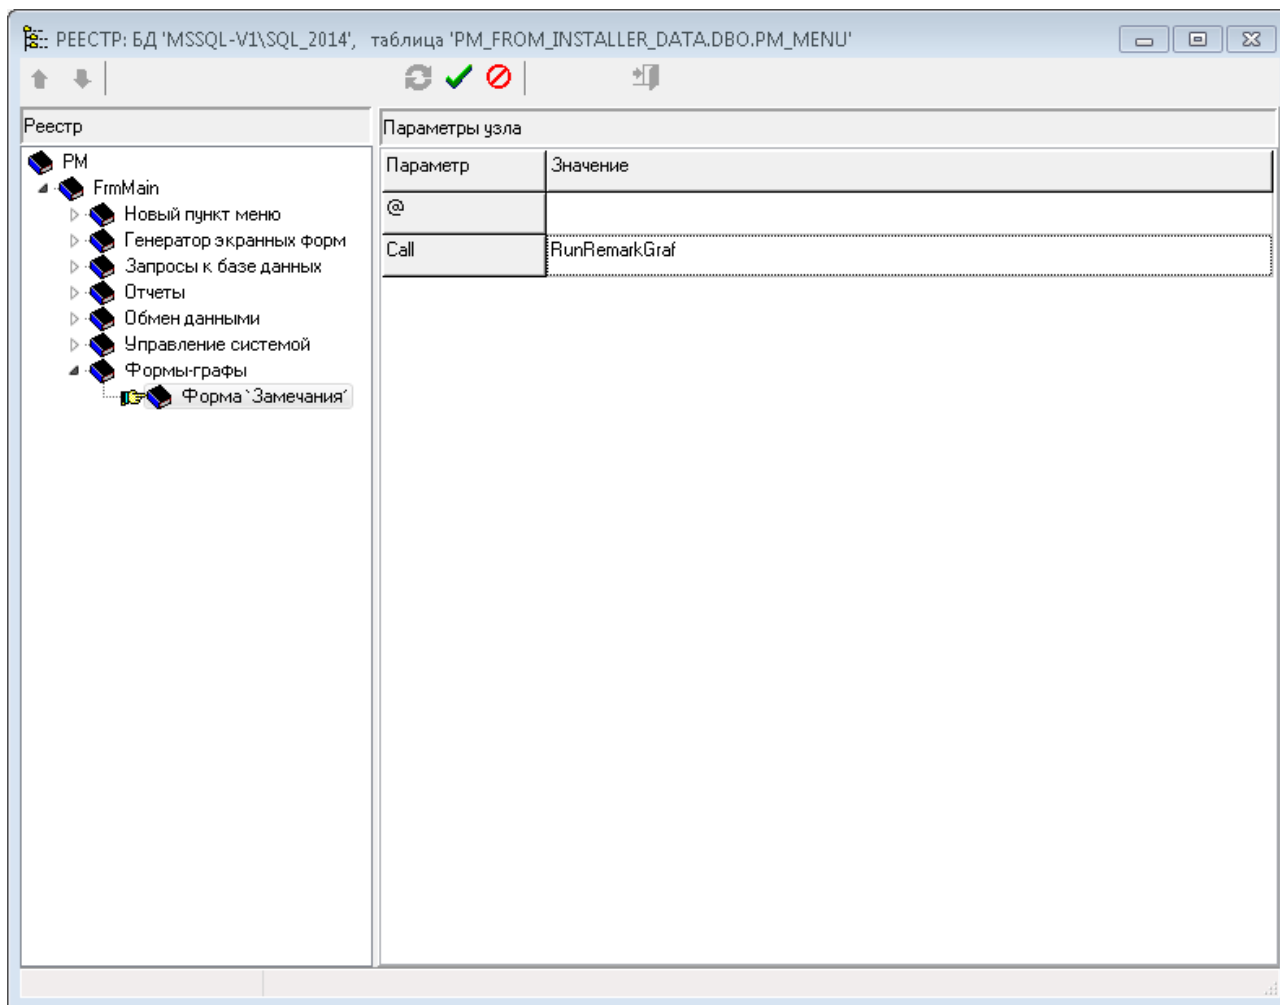 РЕЕСТР: БД 'MSSQL-V1\SQL_2014', таблица 'PM_FROM_INSTALLER_DATA.DBO.PM_MENU'
Реестр
PM
FrmMain
Новый пункт меню
Генератор экранных форм
Запросы к базе данных
Отчеты
Обмен данными
Управление системой
Формы-графы
Форма `Замечания´
Параметры узла
Параметр Значение
@
Call RunRemarkGraf